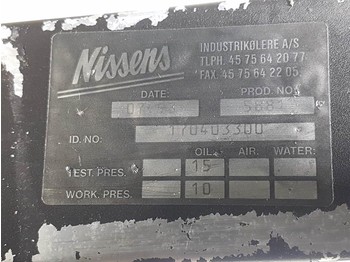 Nissens
INDUSTRIKØLERE A/S
TLPH. 45 75 64 20 77
FAX. 45 75 64 22 05
DATE: PROD. NO.
ID. NO. 170403300
OIL: AIR: WATER:
TEST. PRES. 15
WORK. PRES. 10